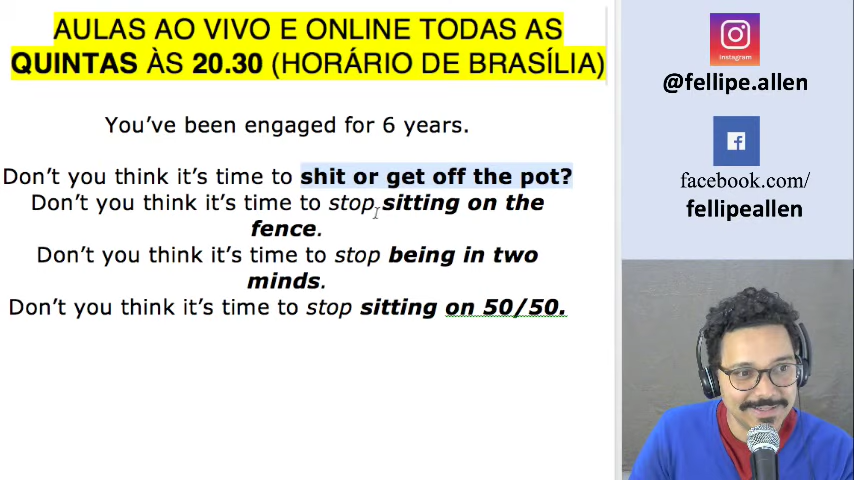 AULAS AO VIVO E ONLINE TODAS AS
QUINTAS ÀS 20.30 (HORÁRIO DE BRASÍLIA)
You’ve been engaged for 6 years.
Don’t you think it’s time to shit or get off the pot?
Don’t you think it’s time to stop sitting on the
fence.
Don’t you think it’s time to stop being in two
minds.
Don’t you think it’s time to stop sitting on 50/50.
Instagram
@fellipe.allen
facebook.com/
fellipeallen